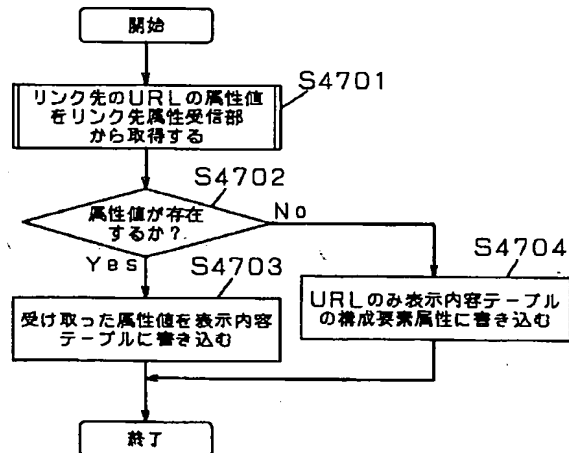 開始
S4701
リンク先のURLの属性値
をリンク先属性受信部
から取得する
S4702
属性値が存在
するか?
No
Yes
S4703
S4704
受け取った属性値を表示内容
テーブルに書き込む
URLのみ表示内容テーブル
の構成要素属性に書き込む
終了